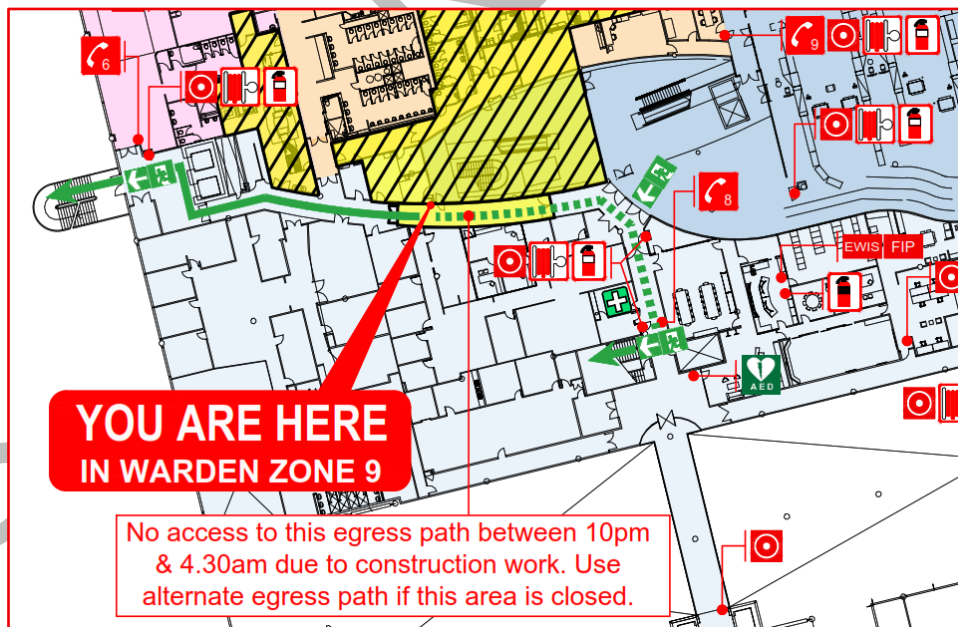 6
9
8
EWIS FIP
AED
YOU ARE HERE
IN WARDEN ZONE 9
No access to this egress path between 10pm
& 4.30am due to construction work. Use
alternate egress path if this area is closed.